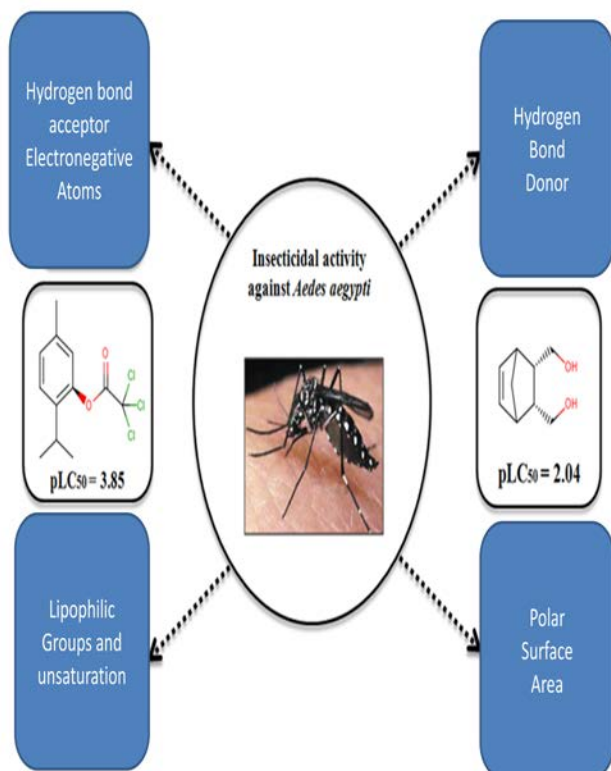 Hydrogen bond
acceptor
Electronegative
Atoms
Hydrogen
Bond
Donor
Insecticidal activity
against Aedes aegypti
O
O
Cl
Cl
Cl
pLC50 = 3.85
OH
OH
pLC50 = 2.04
Lipophilic
Groups and
unsaturation
Polar
Surface
Area